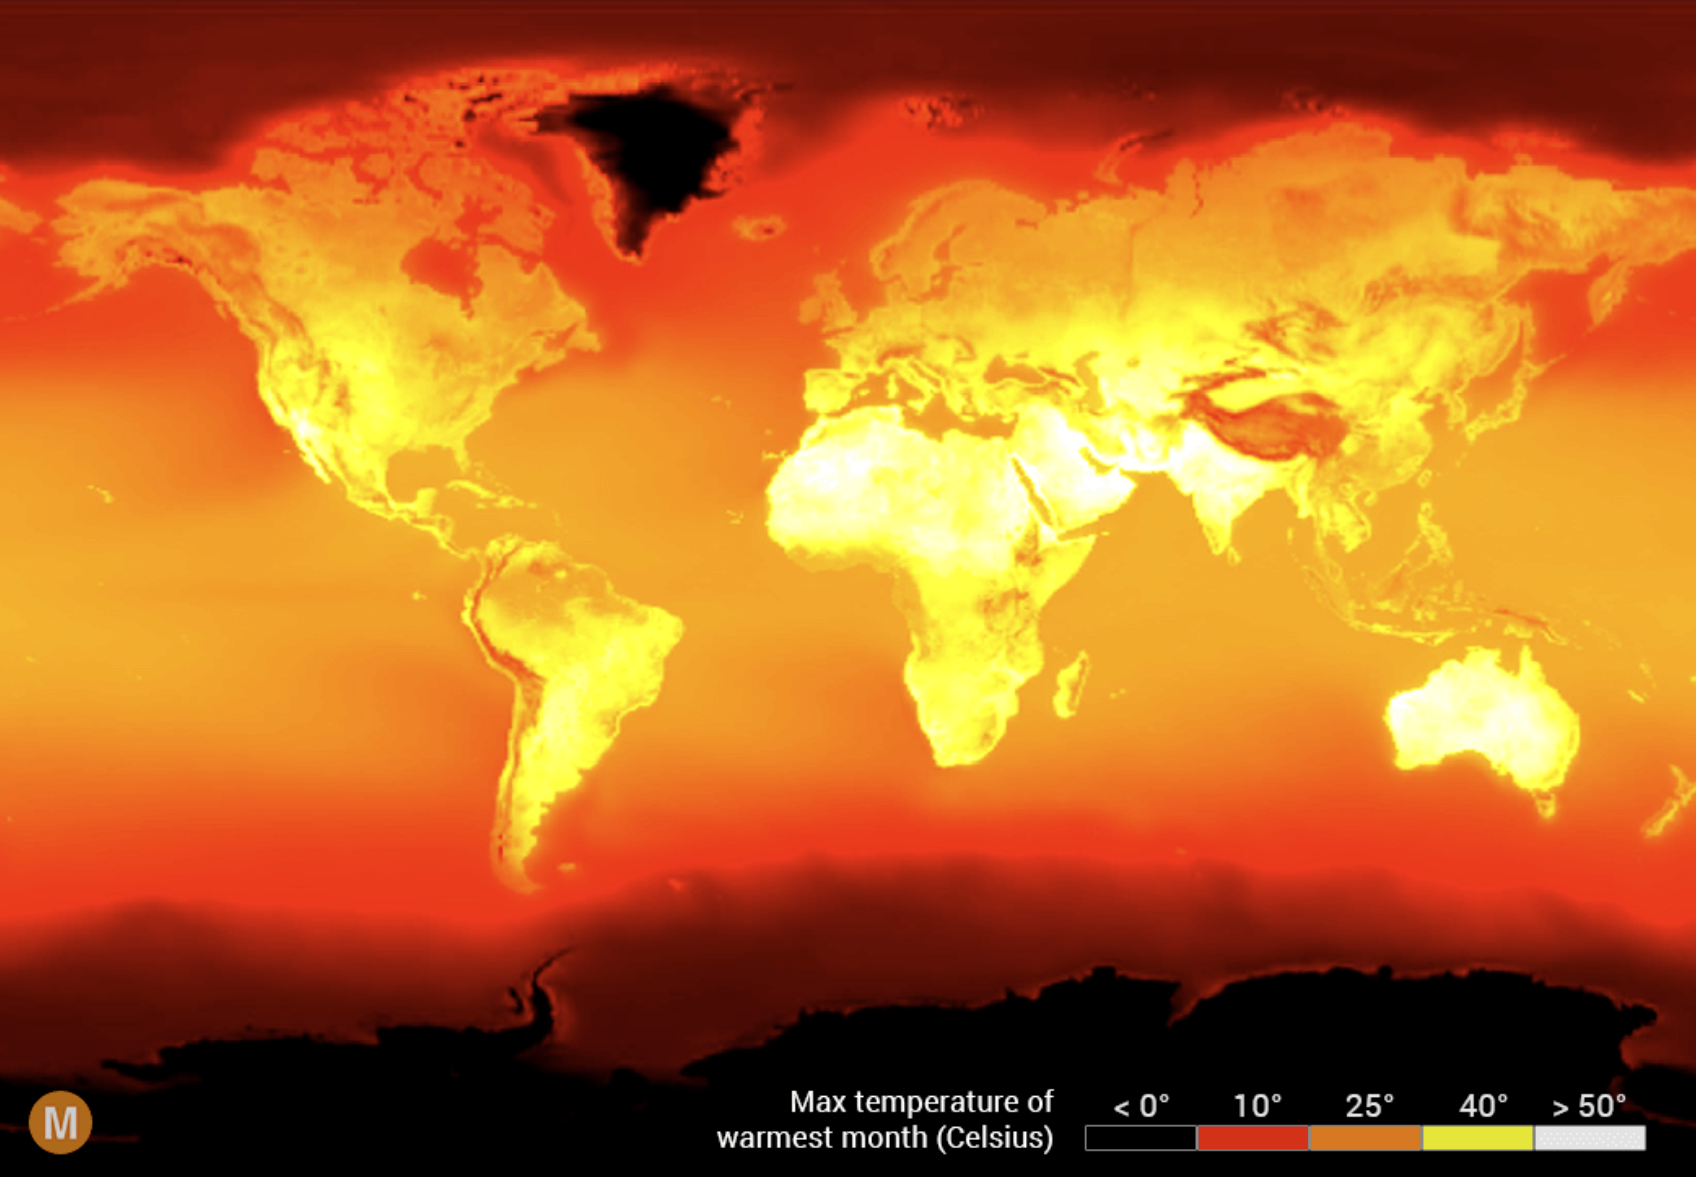 Max temperature of
warmest month (Celsius)
< 0° 10° 25° 40° > 50°
M